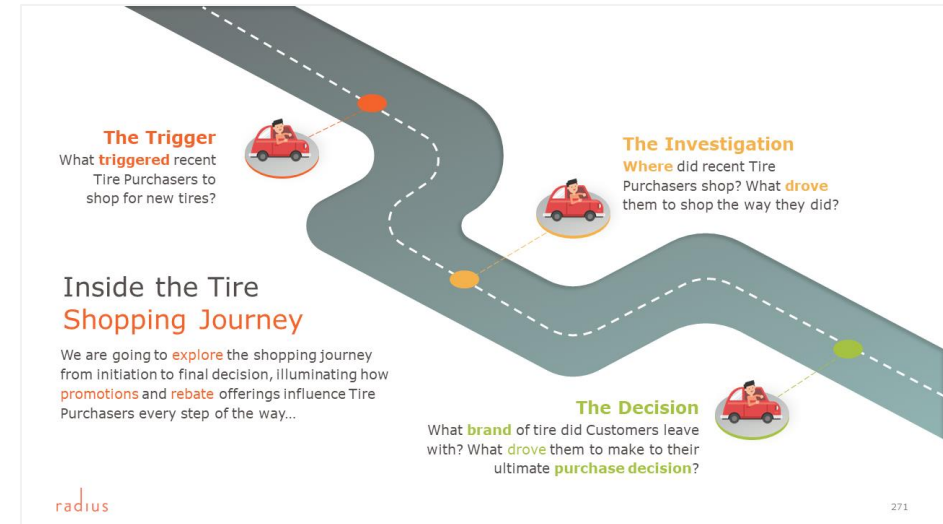 The Trigger
What triggered recent
Tire Purchasers to
shop for new tires?
The Investigation
Where did recent Tire
Purchasers shop? What drove
them to shop the way they did?
Inside the Tire
Shopping Journey
We are going to explore the shopping journey
from initiation to final decision, illuminating how
promotions and rebate offerings influence Tire
Purchasers every step of the way...
The Decision
What brand of tire did Customers leave
with? What drove them to make to their
ultimate purchase decision?
radius
271